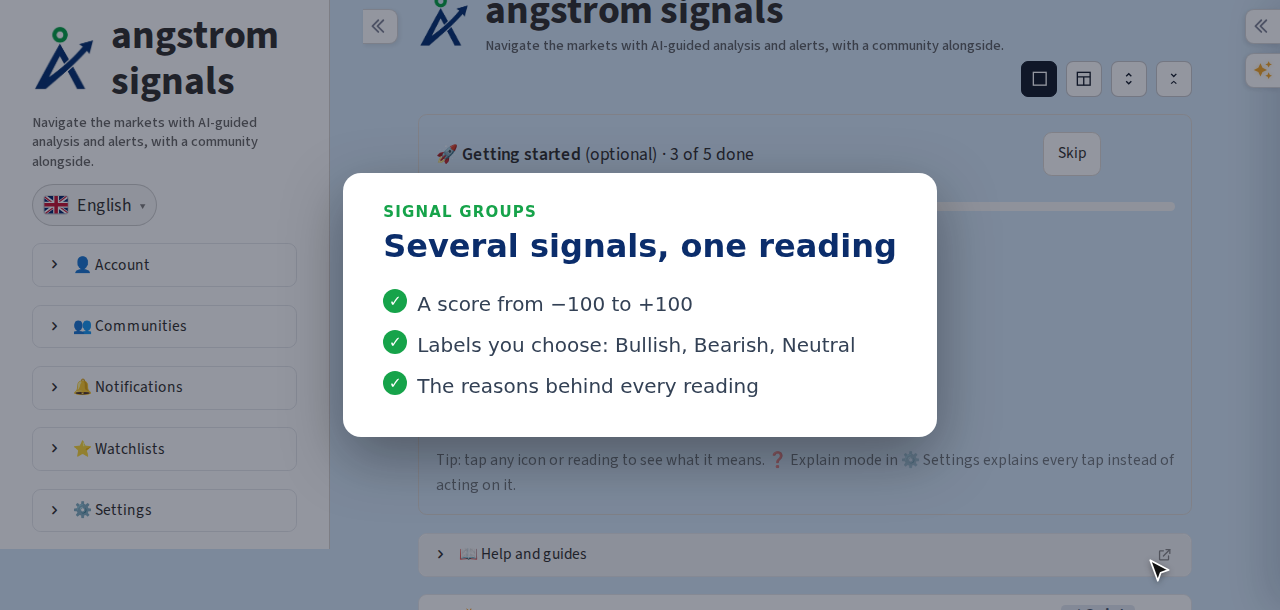 angstrom
signals
Navigate the markets with AI-guided
analysis and alerts, with a community
alongside.
English
Account
Communities
Notifications
Watchlists
Settings
angstrom signals
Navigate the markets with AI-guided analysis and alerts, with a community alongside.
Getting started (optional) · 3 of 5 done
Skip
SIGNAL GROUPS
Several signals, one reading
A score from −100 to +100
Labels you choose: Bullish, Bearish, Neutral
The reasons behind every reading
Tip: tap any icon or reading to see what it means. ❓ Explain mode in ⚙️ Settings explains every tap instead of
acting on it.
Help and guides